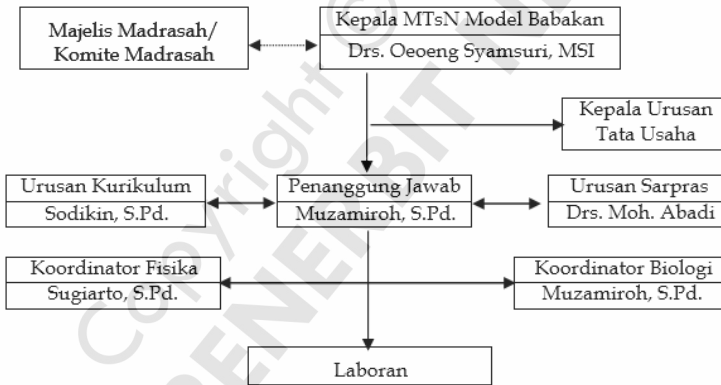 Majelis Madrasah/
Komite Madrasah
Kepala MTsN Model Babakan
Drs. Oeoeng Syamsuri, MSI
Kepala Urusan
Tata Usaha
Urusan Kurikulum
Sodikin, S.Pd.
Penanggung Jawab
Muzamiroh, S.Pd.
Urusan Sarpras
Drs. Moh. Abadi
Koordinator Fisika
Sugiarto, S.Pd.
Koordinator Biologi
Muzamiroh, S.Pd.
Laboran
Copyright ©
PENERBIT